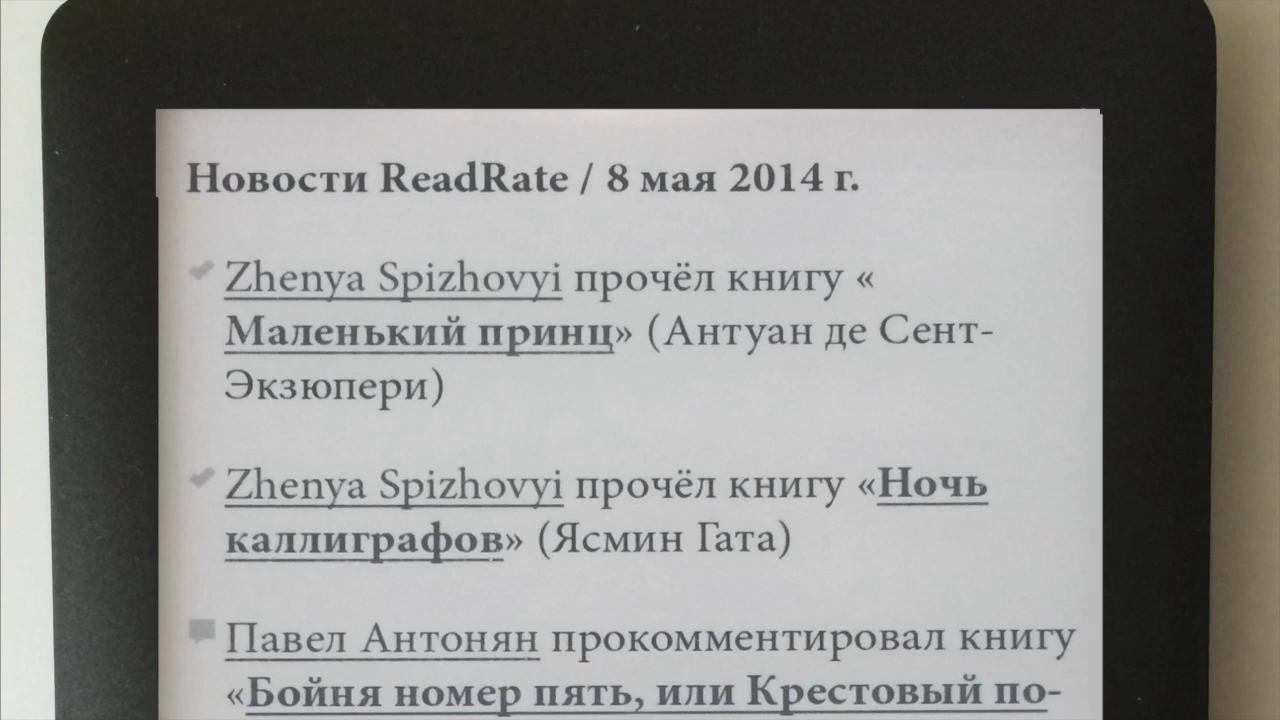 Новости ReadRate / 8 мая 2014 г.
Zhenya Spizhovyi прочёл книгу «
Маленький принц» (Антуан де Сент-
Экзюпери)
Zhenya Spizhovyi прочёл книгу «Ночь
каллиграфов» (Ясмин Гата)
Павел Антонян прокомментировал книгу
«Бойня номер пять, или Крестовый по-